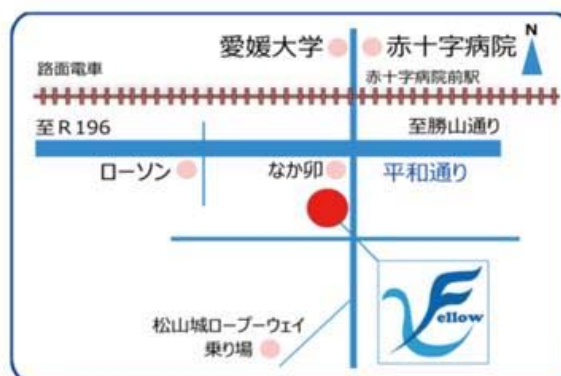 愛媛大学
赤十字病院
N
路面電車
赤十字病院前駅
至R196
至勝山通り
ローソン
なか卯
平和通り
Fellow
松山城ロープーウェイ
乗り場